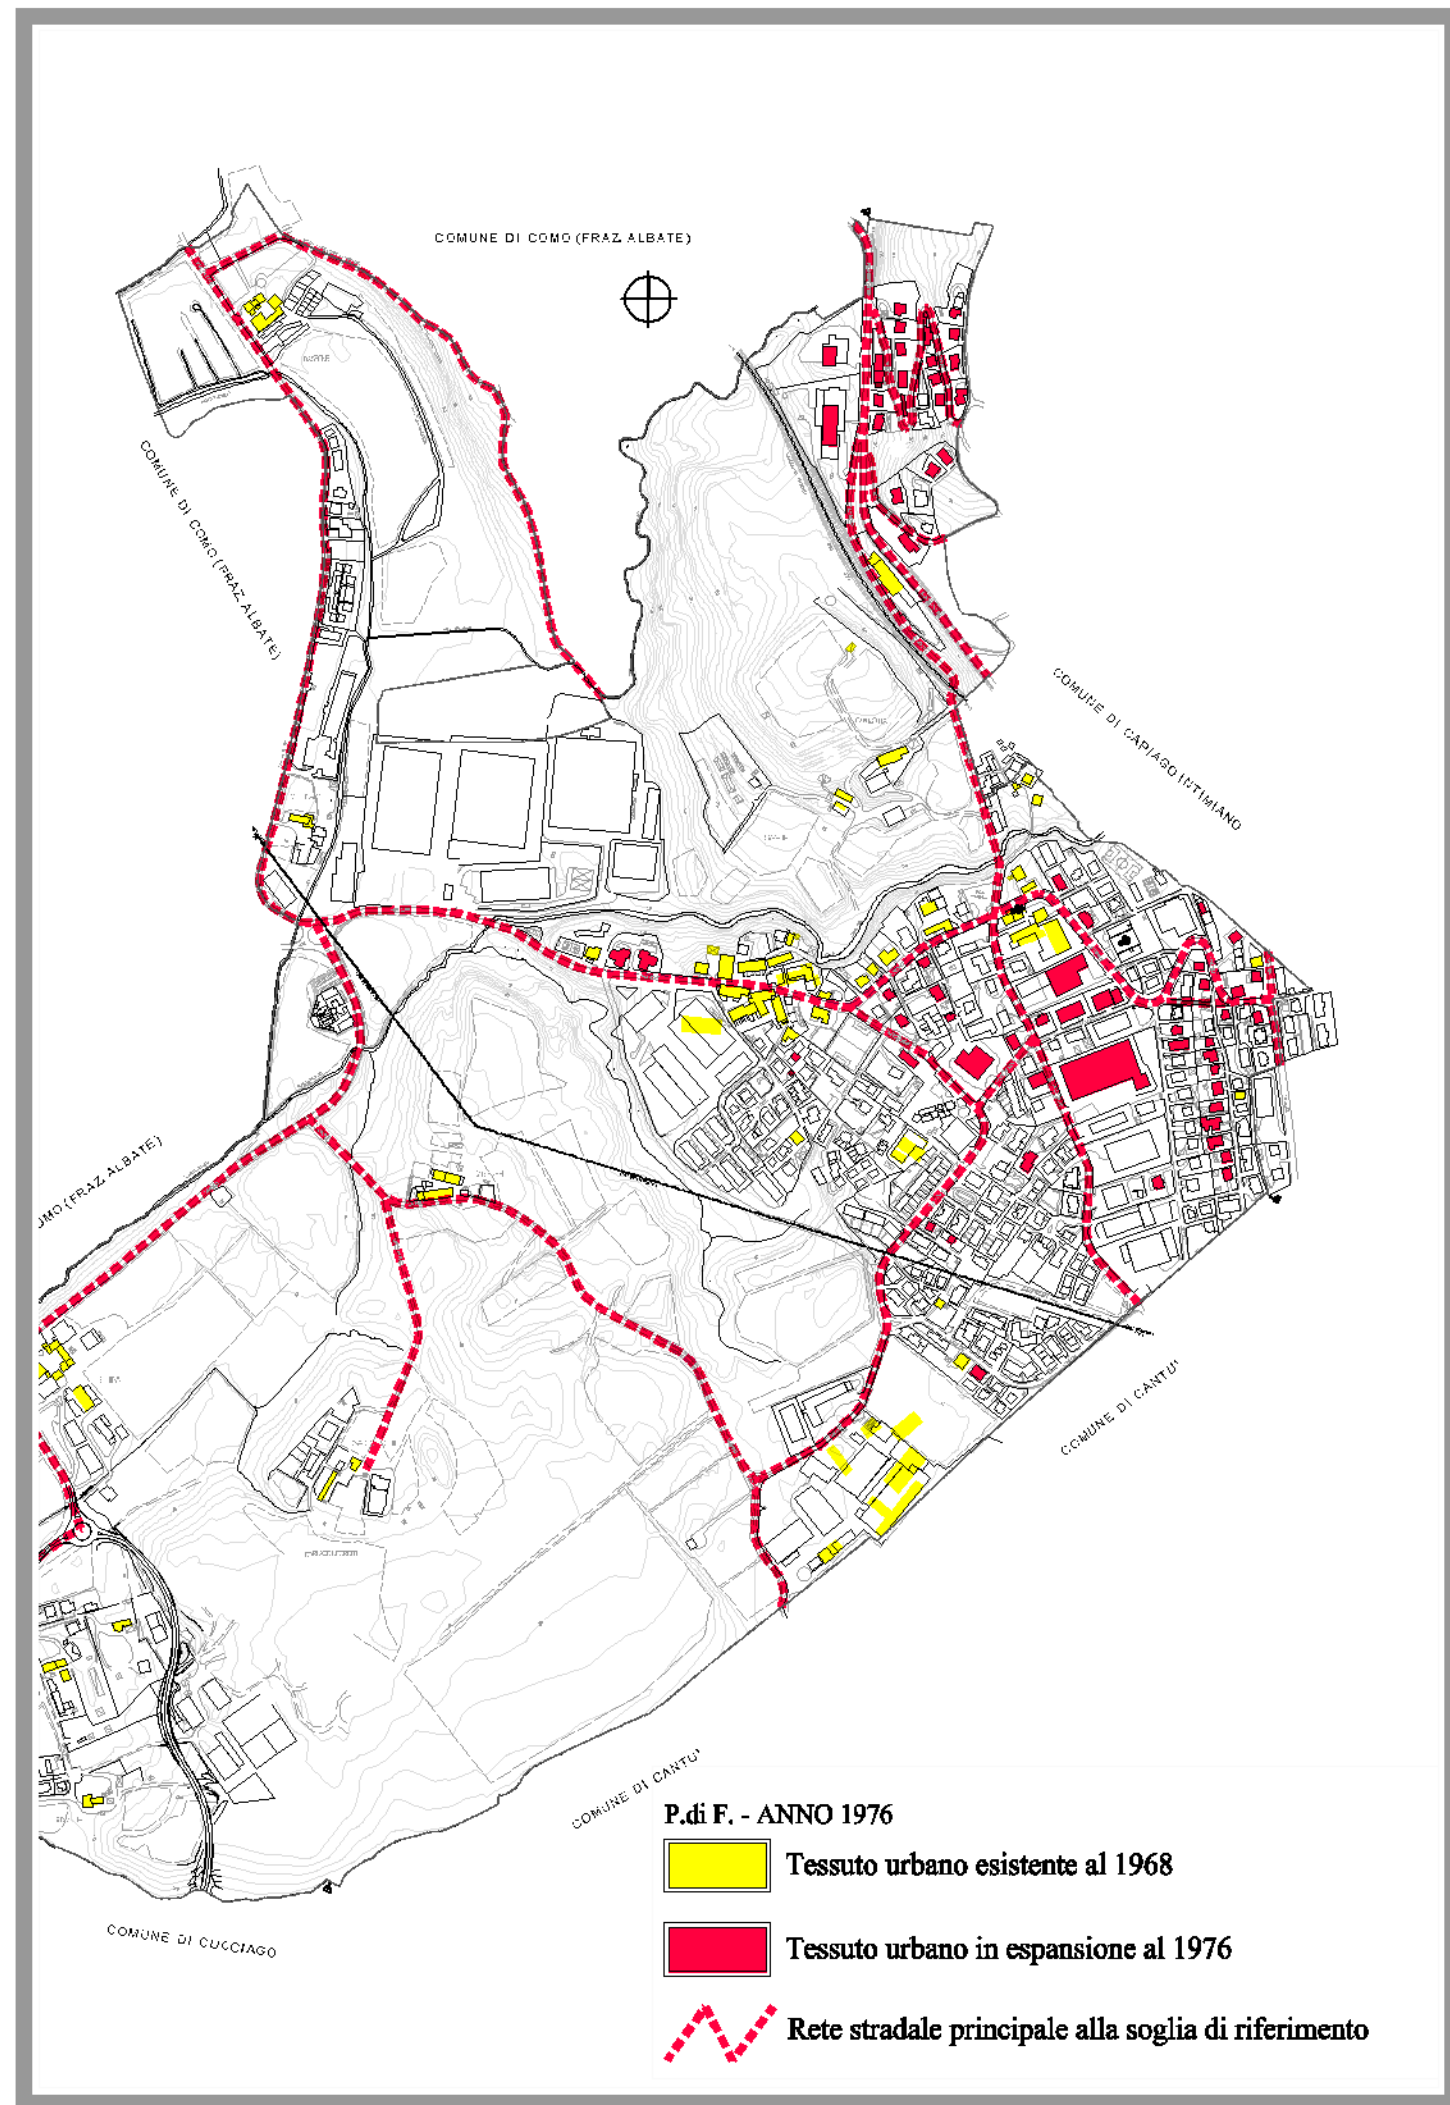 COMUNE DI COMO (FRAZ ALBATE)
COMUNE DI COMO (FRAZ ALBATE)
COMUNE DI CAPIAGO INTIMIANO
OMO (FRAZ ALBATE)
COMUNE DI CANTU'
COMUNE DI CANTU'
COMUNE DI CUCCIAGO
P.di F. - ANNO 1976
Tessuto urbano esistente al 1968
Tessuto urbano in espansione al 1976
Rete stradale principale alla soglia di riferimento